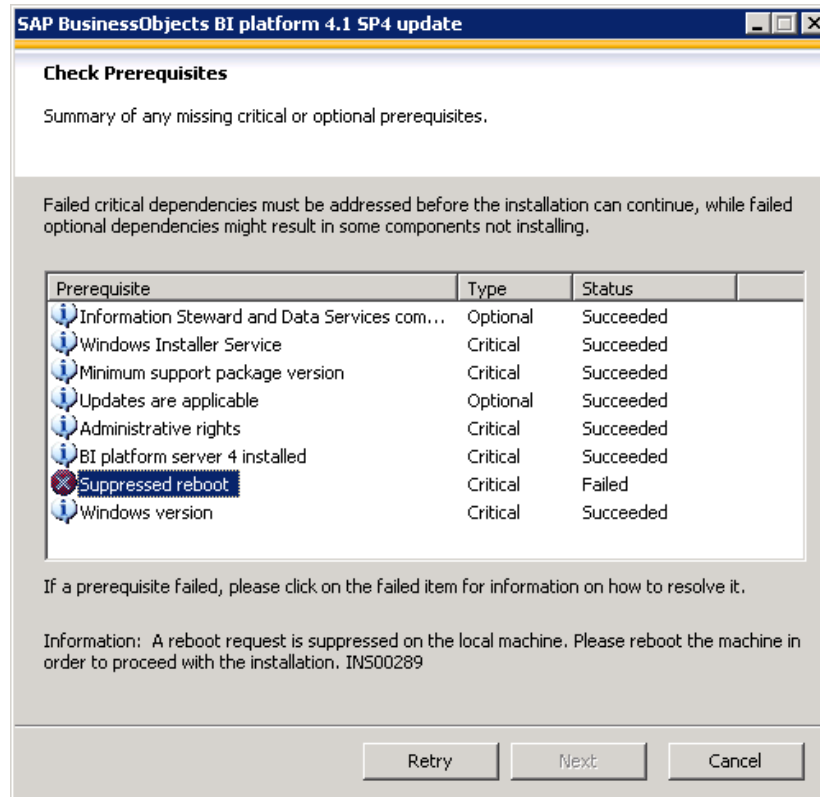 SAP BusinessObjects BI platform 4.1 SP4 update
Check Prerequisites
Summary of any missing critical or optional prerequisites.
Failed critical dependencies must be addressed before the installation can continue, while failed
optional dependencies might result in some components not installing.
Prerequisite Type Status
Information Steward and Data Services com... Optional Succeeded
Windows Installer Service Critical Succeeded
Minimum support package version Critical Succeeded
Updates are applicable Optional Succeeded
Administrative rights Critical Succeeded
BI platform server 4 installed Critical Succeeded
Suppressed reboot Critical Failed
Windows version Critical Succeeded
If a prerequisite failed, please click on the failed item for information on how to resolve it.
Information: A reboot request is suppressed on the local machine. Please reboot the machine in
order to proceed with the installation. INS00289
Retry Next Cancel